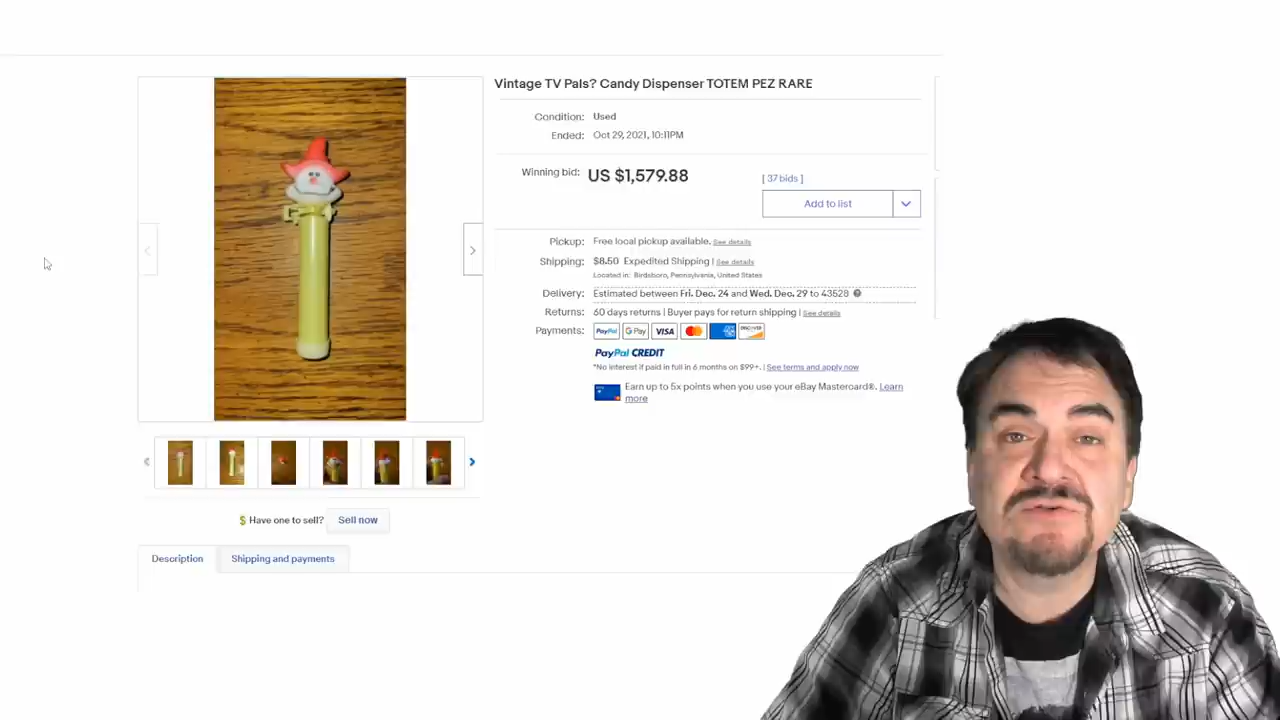 Vintage TV Pals? Candy Dispenser TOTEM PEZ RARE
Condition: Used
Ended: Oct 29, 2021, 10:11PM
Winning bid: US $1,579.88 [ 37 bids ]
Add to list
Pickup: Free local pickup available. See details
Shipping: $8.50 Expedited Shipping | See details
Located in: Birdsboro, Pennsylvania, United States
Delivery: Estimated between Fri. Dec. 24 and Wed. Dec. 29 to 43528
Returns: 60 days returns | Buyer pays for return shipping | See details
Payments: PayPal G Pay VISA DISCOVER
PayPal CREDIT
*No interest if paid in full in 6 months on $99+. | See terms and apply now
Earn up to 5x points when you use your eBay Mastercard®. Learn
more
$ Have one to sell? Sell now
Description Shipping and payments